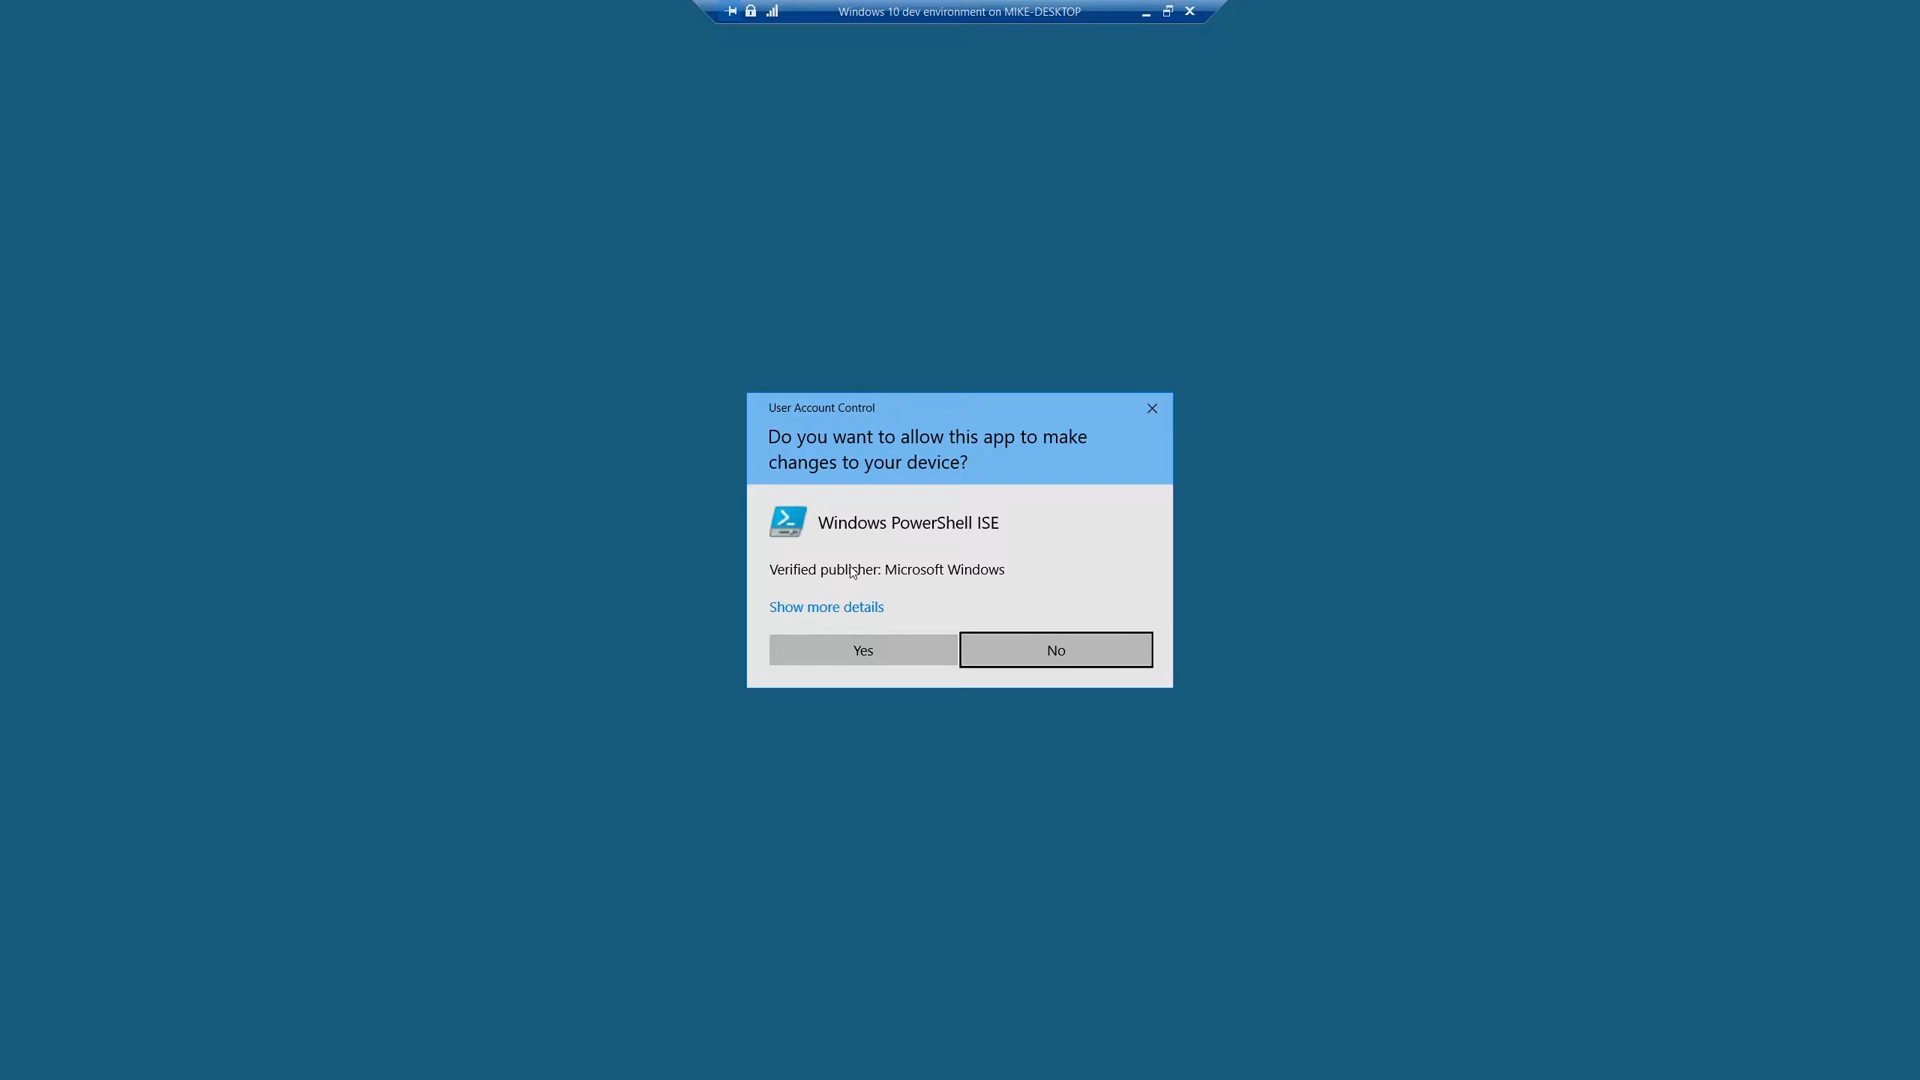 Windows 10 dev environment on MIKE-DESKTOP
User Account Control
Do you want to allow this app to make
changes to your device?
Windows PowerShell ISE
Verified publisher: Microsoft Windows
Show more details
Yes
No